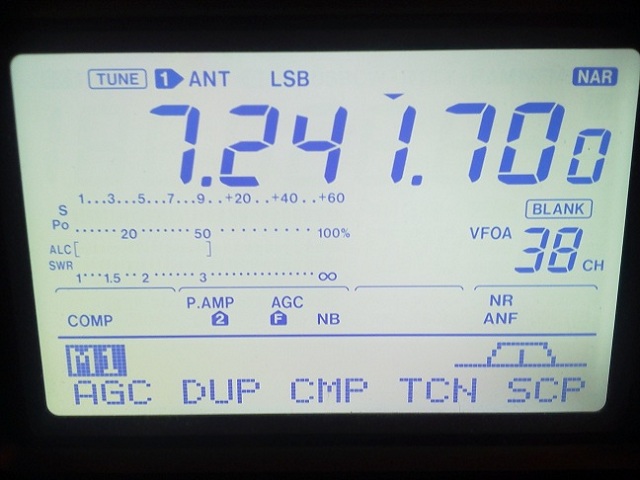 TUNE 1 ANT LSB NAR
7.241.700
S 1...3...5...7...9..+20..+40..+60
BLANK
Po ......20........50...........100%
VFOA 38 CH
ALC [ ]
SWR 1...1.5..2........3................∞
P.AMP AGC NR
COMP 2 F NB ANF
M1
AGC DUP CMP TCN SCP